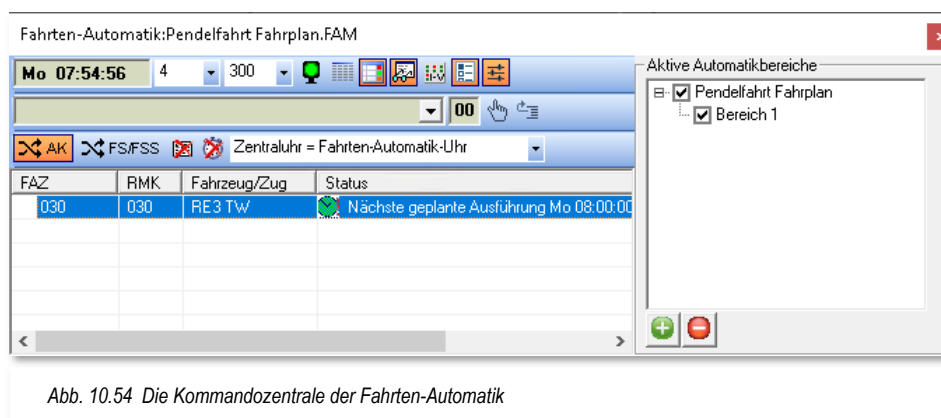 Fahrten-Automatik:Pendelfahrt Fahrplan.FAM
Mo 07:54:56 4 300
00
AK FS/FSS Zentraluhr = Fahrten-Automatik-Uhr
FAZ RMK Fahrzeug/Zug Status
030 030 RE3 TW Nächste geplante Ausführung Mo 08:00:00
Aktive Automatikbereiche
Pendelfahrt Fahrplan
Bereich 1
Abb. 10.54 Die Kommandozentrale der Fahrten-Automatik